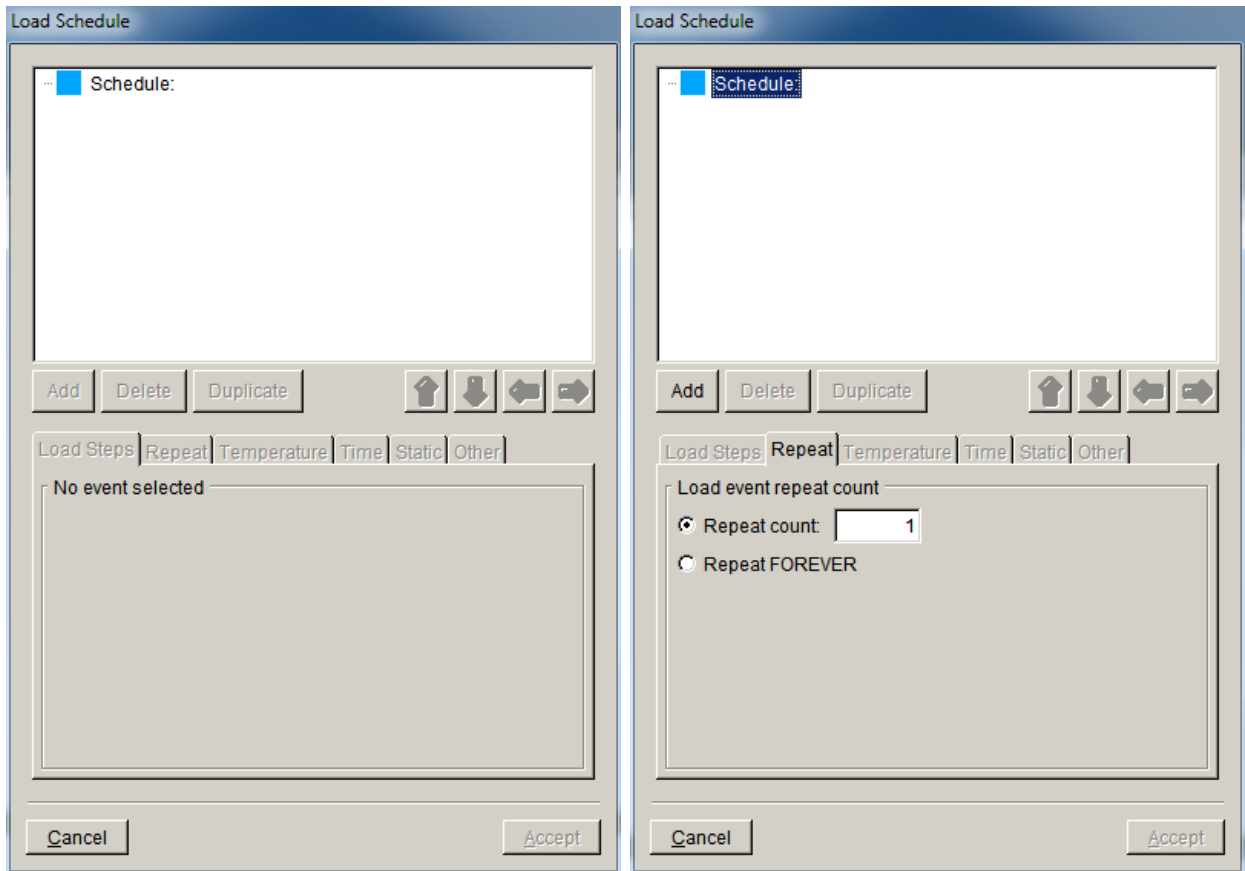 Load Schedule
Schedule:
Add Delete Duplicate
Load Steps Repeat Temperature Time Static Other
No event selected
Cancel Accept
Load Schedule
Schedule:
Add Delete Duplicate
Load Steps Repeat Temperature Time Static Other
Load event repeat count
Repeat count: 1
Repeat FOREVER
Cancel Accept